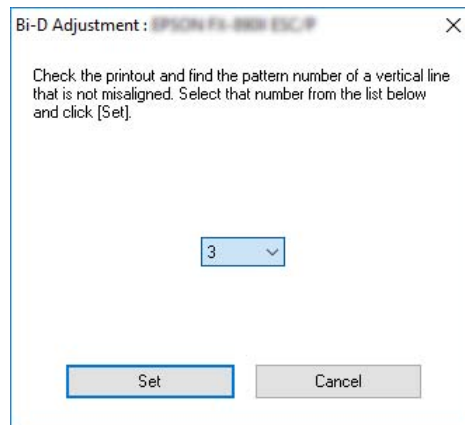 Bi-D Adjustment :
Check the printout and find the pattern number of a vertical line
that is not misaligned. Select that number from the list below
and click [Set].
3
Set
Cancel